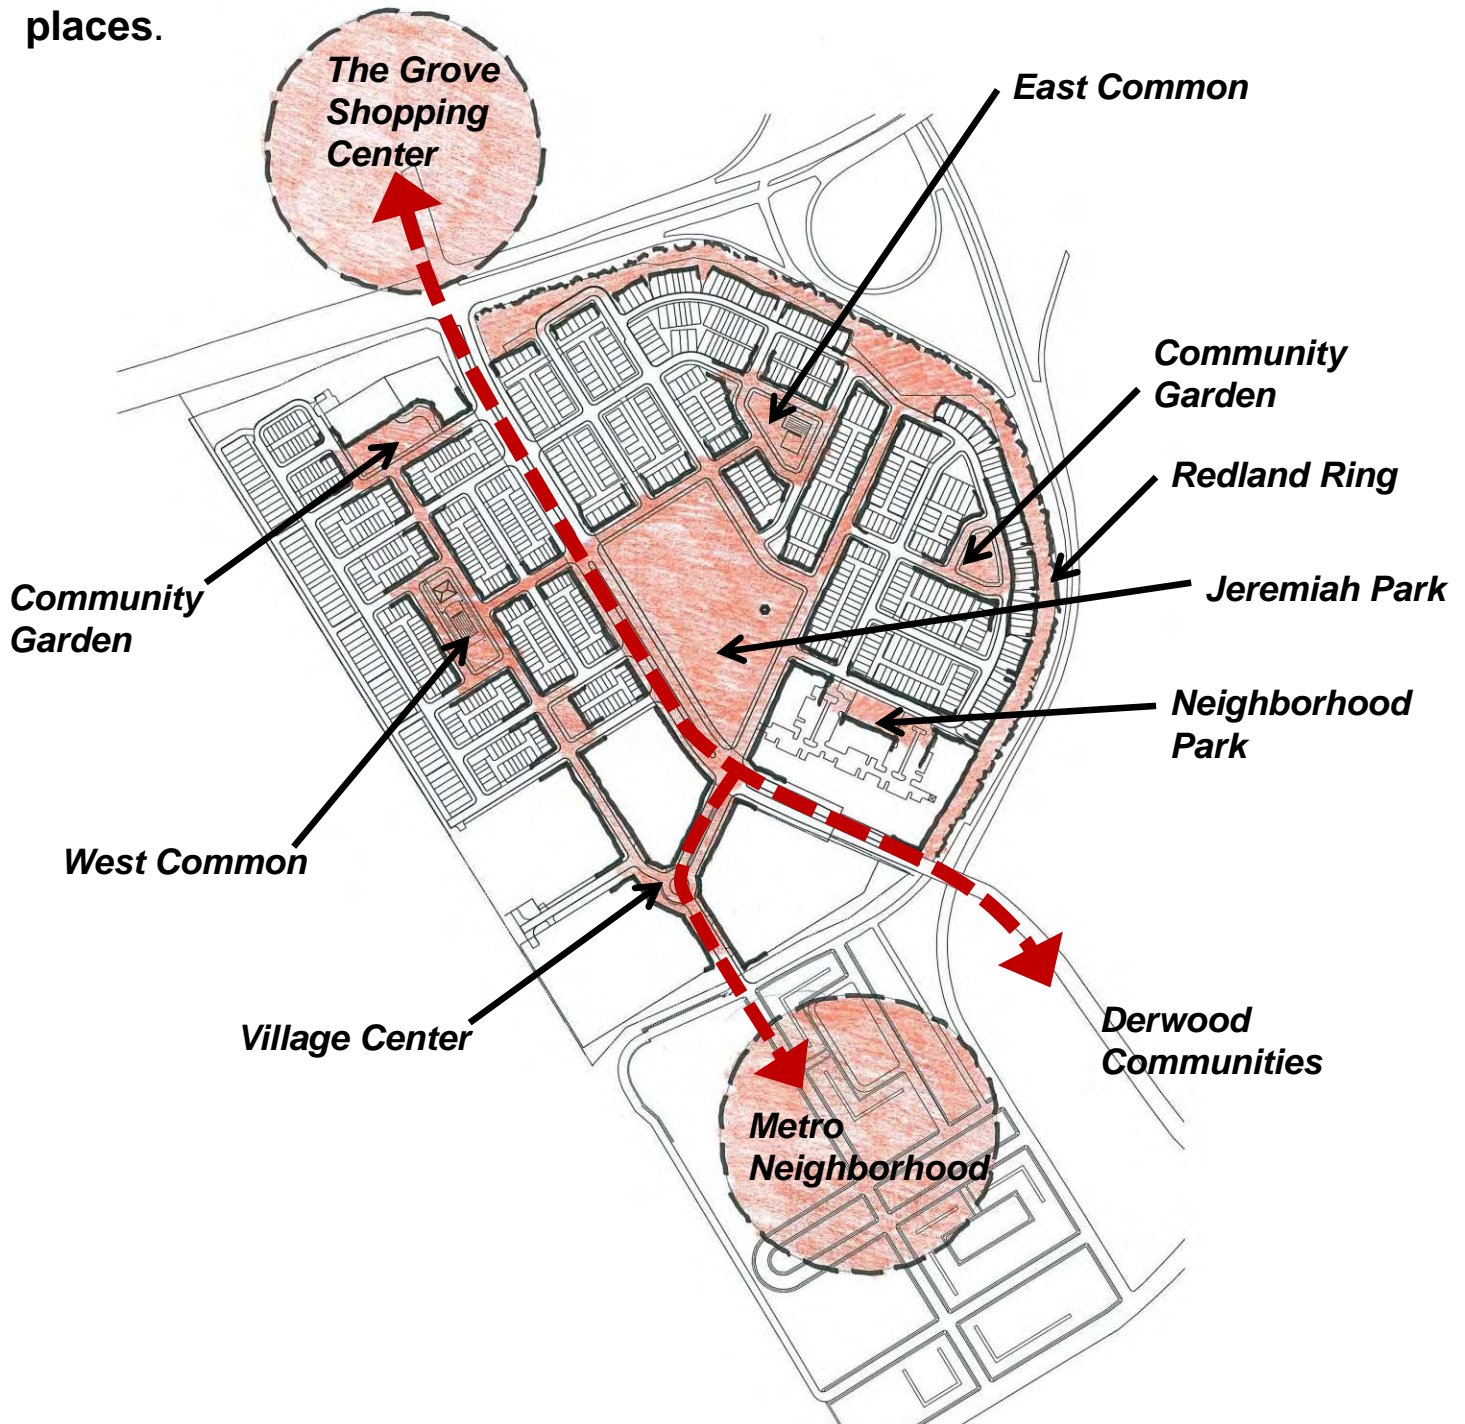 places.
The Grove
Shopping
Center
East Common
Community
Garden
Redland Ring
Jeremiah Park
Community
Garden
Neighborhood
Park
West Common
Village Center
Derwood
Communities
Metro
Neighborhood